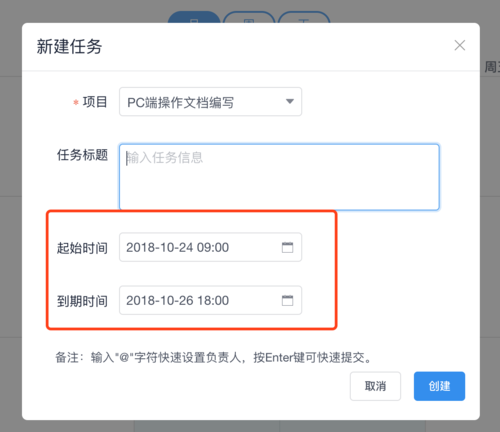 新建任务
周三
* 项目 PC端操作文档编写
任务标题 输入任务信息
起始时间 2018-10-24 09:00
到期时间 2018-10-26 18:00
备注：输入"@"字符快速设置负责人，按Enter键可快速提交。
取消 创建